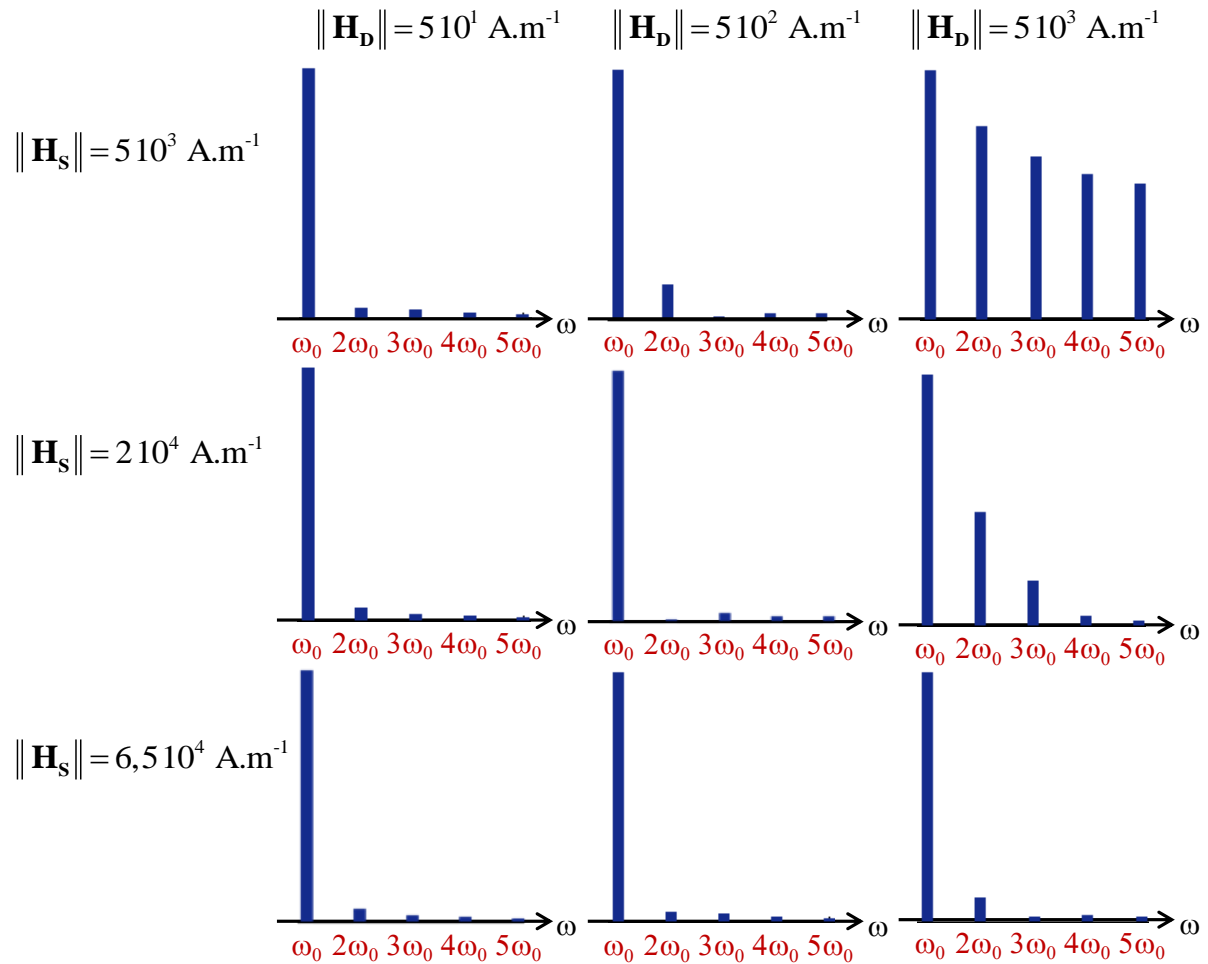 ‖ H_D ‖ = 5 10¹ A.m⁻¹ ‖ H_D ‖ = 5 10² A.m⁻¹ ‖ H_D ‖ = 5 10³ A.m⁻¹
‖ H_S ‖ = 5 10³ A.m⁻¹
ω ω ω
ω₀ 2ω₀ 3ω₀ 4ω₀ 5ω₀ ω₀ 2ω₀ 3ω₀ 4ω₀ 5ω₀ ω₀ 2ω₀ 3ω₀ 4ω₀ 5ω₀
‖ H_S ‖ = 2 10⁴ A.m⁻¹
ω ω ω
ω₀ 2ω₀ 3ω₀ 4ω₀ 5ω₀ ω₀ 2ω₀ 3ω₀ 4ω₀ 5ω₀ ω₀ 2ω₀ 3ω₀ 4ω₀ 5ω₀
‖ H_S ‖ = 6,5 10⁴ A.m⁻¹
ω ω ω
ω₀ 2ω₀ 3ω₀ 4ω₀ 5ω₀ ω₀ 2ω₀ 3ω₀ 4ω₀ 5ω₀ ω₀ 2ω₀ 3ω₀ 4ω₀ 5ω₀